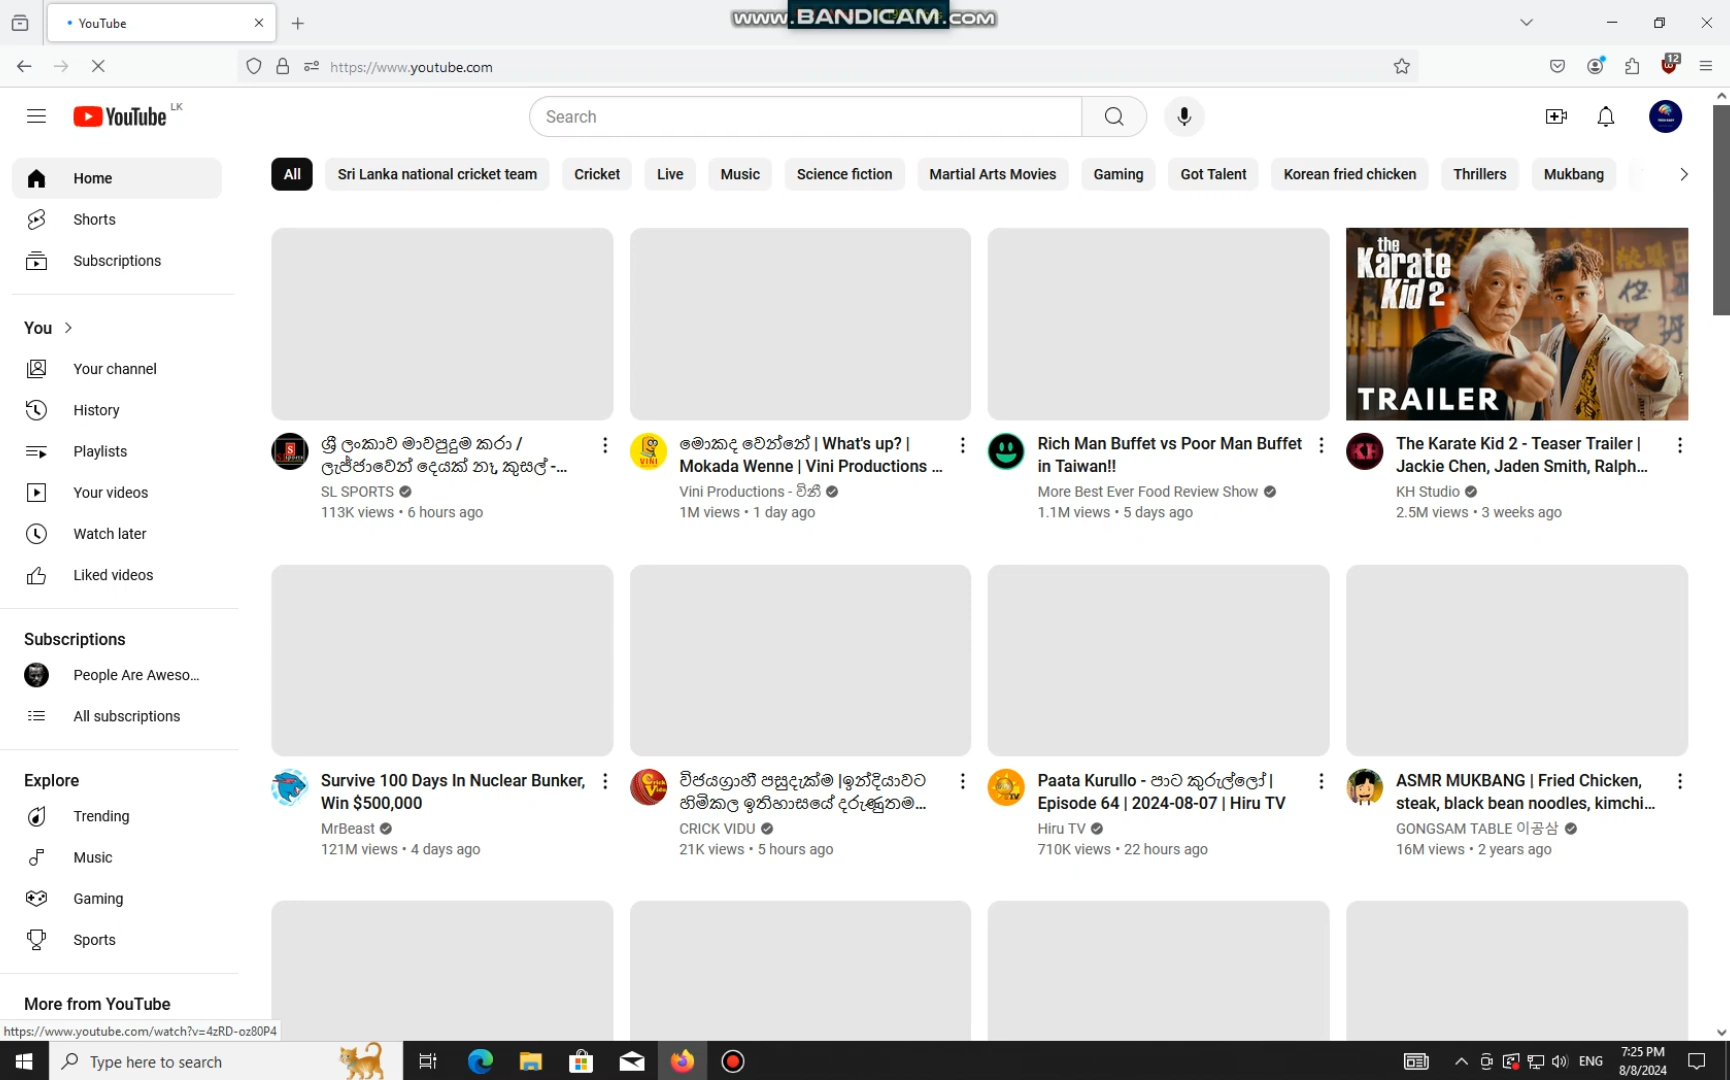 YouTube
www.BANDICAM.com
https://www.youtube.com
12
YouTube LK
Search
Home
Shorts
Subscriptions
You
Your channel
History
Playlists
Your videos
Watch later
Liked videos
Subscriptions
People Are Aweso...
All subscriptions
Explore
Trending
Music
Gaming
Sports
More from YouTube
All
Sri Lanka national cricket team
Cricket
Live
Music
Science fiction
Martial Arts Movies
Gaming
Got Talent
Korean fried chicken
Thrillers
Mukbang
ශ්‍රී ලංකාව මාවපුදුම කරා /
ලැජ්ජාවෙන් දෙයක් නෑ, කුසල් -...
SL SPORTS
113K views • 6 hours ago
මොකද වෙන්නේ | What's up? |
Mokada Wenne | Vini Productions ...
Vini Productions - විනී
1M views • 1 day ago
Rich Man Buffet vs Poor Man Buffet
in Taiwan!!
More Best Ever Food Review Show
1.1M views • 5 days ago
the
Karate
Kid 2
TRAILER
The Karate Kid 2 - Teaser Trailer |
Jackie Chen, Jaden Smith, Ralph...
KH Studio
2.5M views • 3 weeks ago
Survive 100 Days In Nuclear Bunker,
Win $500,000
MrBeast
121M views • 4 days ago
විජයග්‍රාහී පසුදැක්ම |ඉන්දියාවට
හිමිකල ඉතිහාසයේ දරුණුතම...
CRICK VIDU
21K views • 5 hours ago
Paata Kurullo - පාට කුරුල්ලෝ |
Episode 64 | 2024-08-07 | Hiru TV
Hiru TV
710K views • 22 hours ago
ASMR MUKBANG | Fried Chicken,
steak, black bean noodles, kimchi...
GONGSAM TABLE 이공삼
16M views • 2 years ago
https://www.youtube.com/watch?v=4zRD-oz80P4
Type here to search
ENG
7:25 PM
8/8/2024